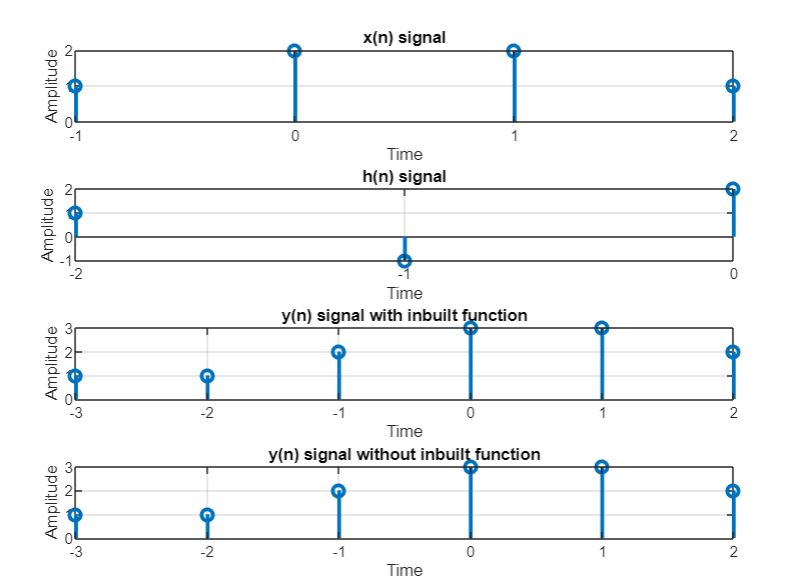 x(n) signal
2
1
0
Amplitude
-1 0 1 2
Time
h(n) signal
2
1
0
-1
Amplitude
-2 -1 0
Time
y(n) signal with inbuilt function
3
2
1
0
Amplitude
-3 -2 -1 0 1 2
Time
y(n) signal without inbuilt function
3
2
1
0
Amplitude
-3 -2 -1 0 1 2
Time